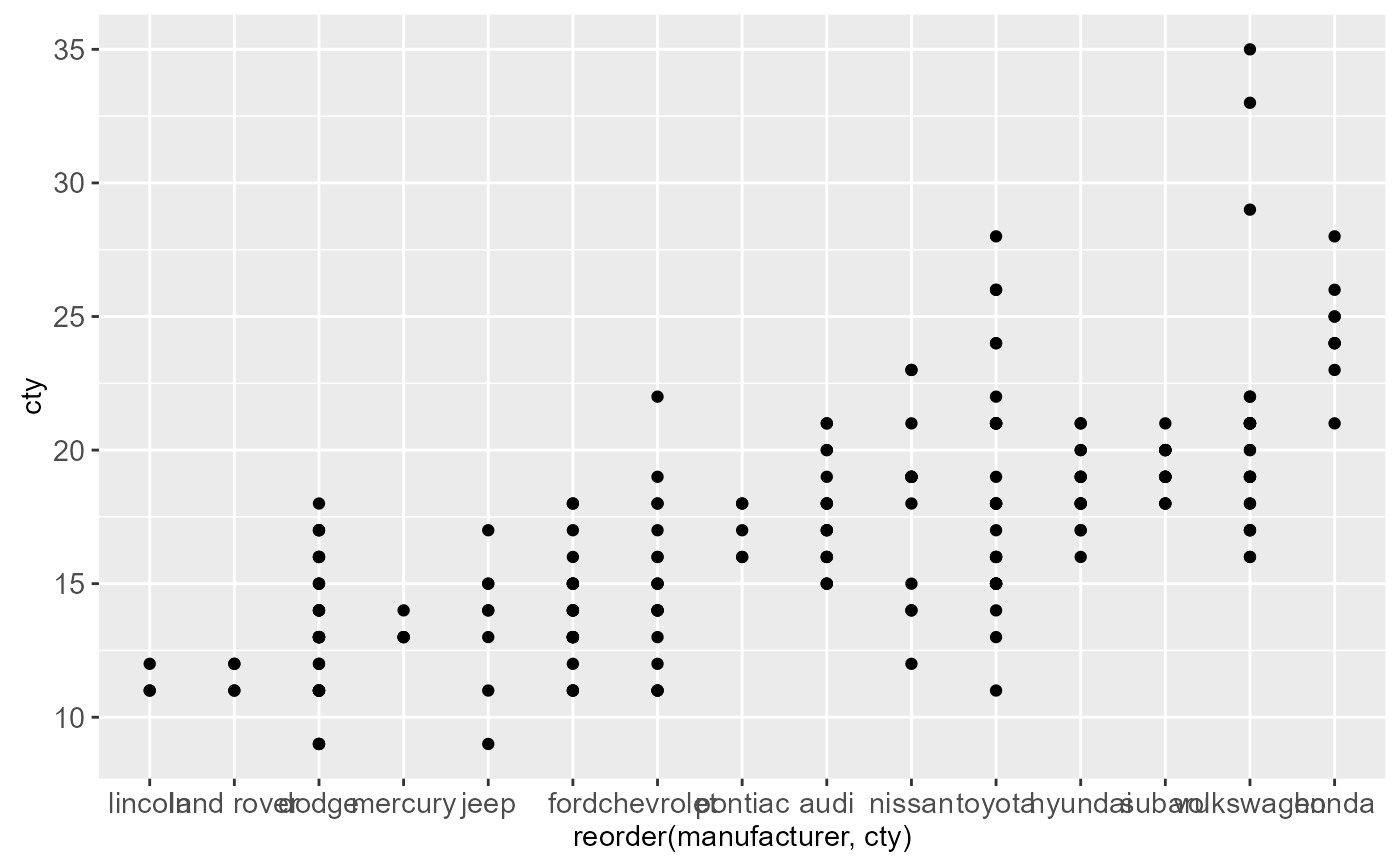 35
30
25
20
15
10
cty
lincoln land rover dodge mercury jeep ford chevrolet pontiac audi nissan toyota hyundai subaru volkswagen honda
reorder(manufacturer, cty)